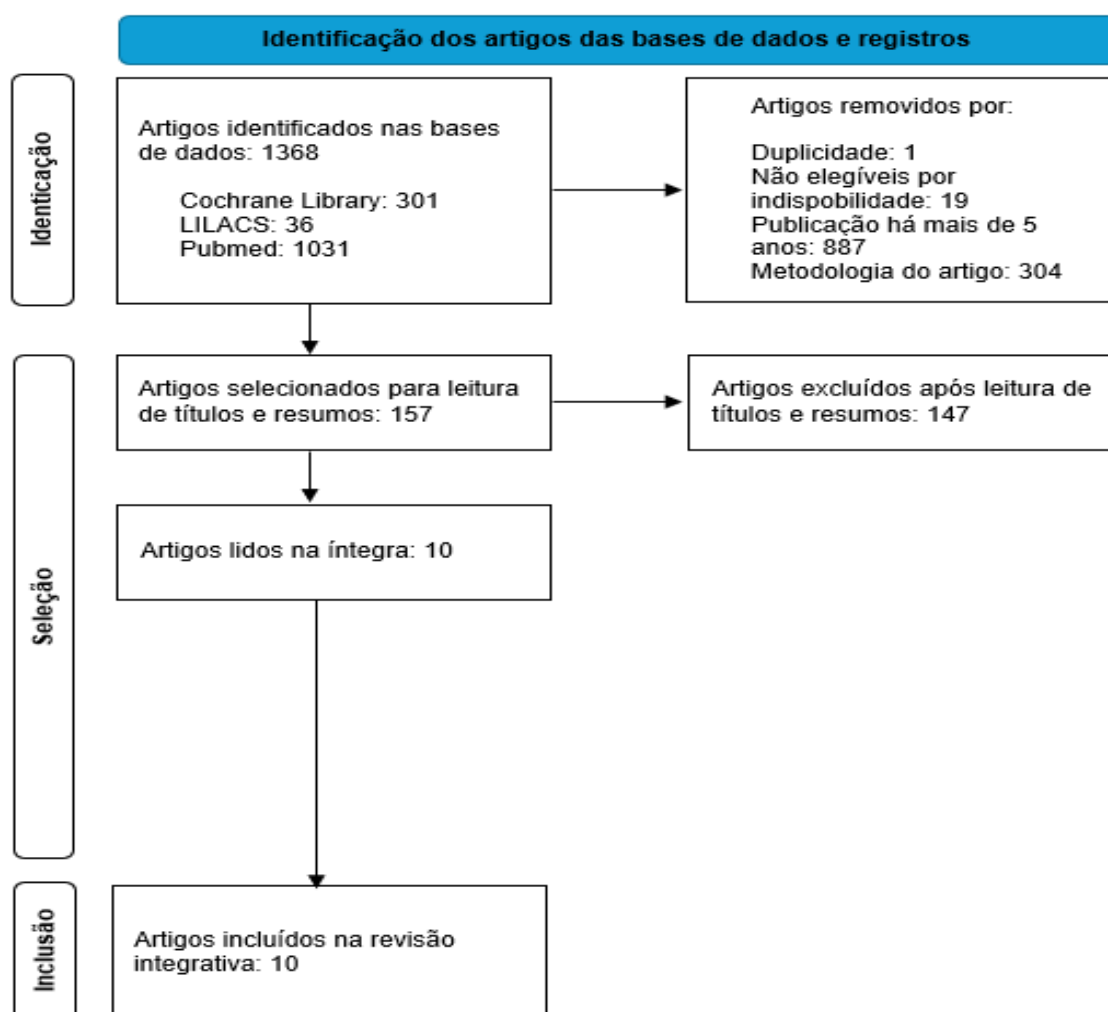 Identificação dos artigos das bases de dados e registros
Identicação
Artigos identificados nas bases
de dados: 1368
Cochrane Library: 301
LILACS: 36
Pubmed: 1031
Artigos removidos por:
Duplicidade: 1
Não elegíveis por
indispobilidade: 19
Publicação há mais de 5
anos: 887
Metodologia do artigo: 304
Seleção
Artigos selecionados para leitura
de títulos e resumos: 157
Artigos excluídos após leitura de
títulos e resumos: 147
Artigos lidos na íntegra: 10
Inclusão
Artigos incluídos na revisão
integrativa: 10